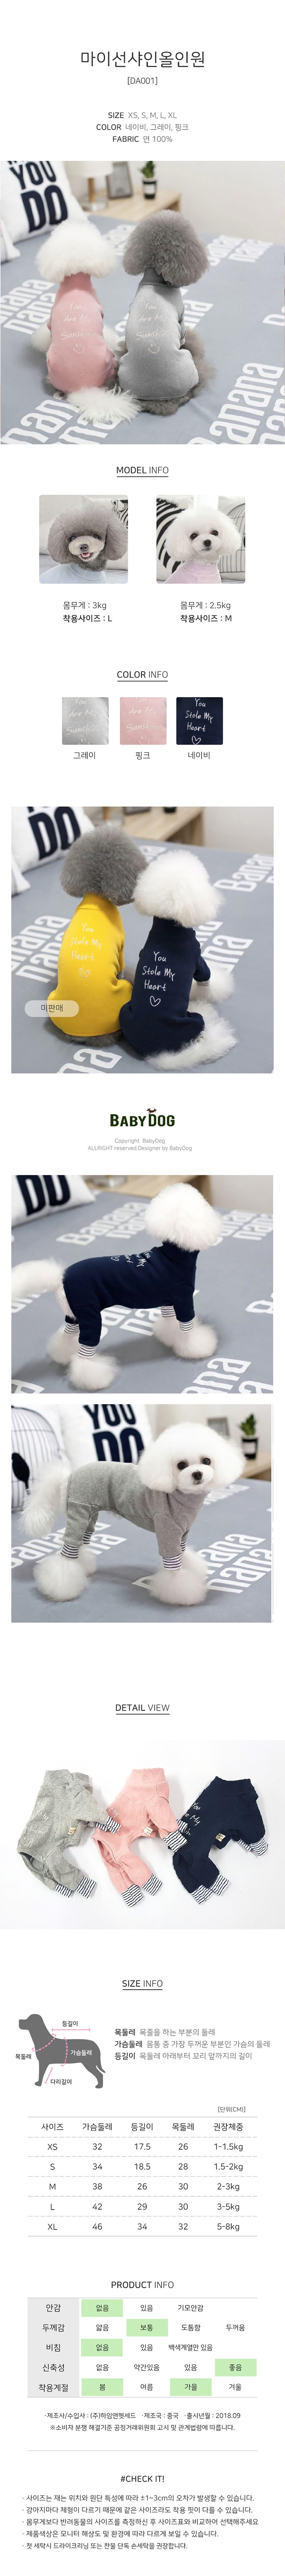 마이선샤인올인원
[DA001]
SIZE XS, S, M, L, XL
COLOR 네이비, 그레이, 핑크
FABRIC 면 100%
YOU
DO
MODEL INFO
몸무게 : 3kg
착용사이즈 : L
몸무게 : 2.5kg
착용사이즈 : M
COLOR INFO
You
Are My
Sunshine
You
Stole My
Heart
그레이
핑크
네이비
You
Stole My
Heart
You
Stole My
Heart
미판매
BABYDOG
Copyright. BabyDog
ALLRIGHT reserved.Designer by BabyDog
DETAIL VIEW
SIZE INFO
등길이
목둘레
가슴둘레
다리길이
목둘레 목줄을 하는 부분의 둘레
가슴둘레 몸통 중 가장 두꺼운 부분인 가슴의 둘레
등길이 목둘레 아래부터 꼬리 앞까지의 길이
[단위(CM)]
사이즈 가슴둘레 등길이 목둘레 권장체중
XS 32 17.5 26 1-1.5kg
S 34 18.5 28 1.5-2kg
M 38 26 30 2-3kg
L 42 29 30 3-5kg
XL 46 34 32 5-8kg
PRODUCT INFO
안감 없음 있음 기모안감
두께감 얇음 보통 도톰함 두꺼움
비침 없음 있음 백색계열만 있음
신축성 없음 약간있음 있음 좋음
착용계절 봄 여름 가을 겨울
·제조사/수입사 : (주)하임앤펫세드 ·제조국 : 중국 ·출시년월 : 2018.09
※소비자 분쟁 해결기준 공정거래위원회 고시 및 관계법령에 따릅니다.
#CHECK IT!
· 사이즈는 재는 위치와 원단 특성에 따라 ±1~3cm의 오차가 발생할 수 있습니다.
· 강아지마다 체형이 다르기 때문에 같은 사이즈라도 착용 핏이 다를 수 있습니다.
· 몸무게보다 반려동물의 사이즈를 측정하신 후 사이즈표와 비교하여 선택해주세요
· 제품색상은 모니터 해상도 및 환경에 따라 다르게 보일 수 있습니다.
· 첫 세탁시 드라이크리닝 또는 찬물 단독 손세탁을 권장합니다.